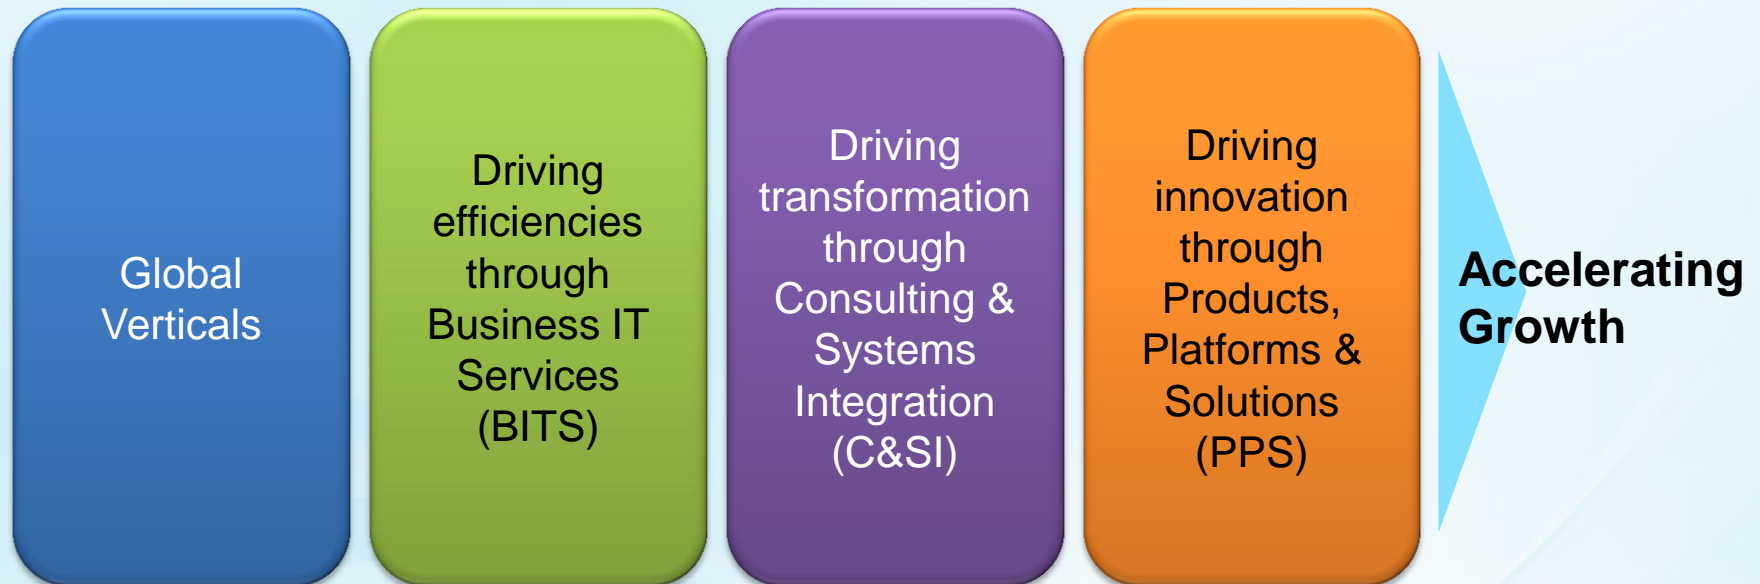 Global
Verticals
Driving
efficiencies
through
Business IT
Services
(BITS)
Driving
transformation
through
Consulting &
Systems
Integration
(C&SI)
Driving
innovation
through
Products,
Platforms &
Solutions
(PPS)
Accelerating
Growth